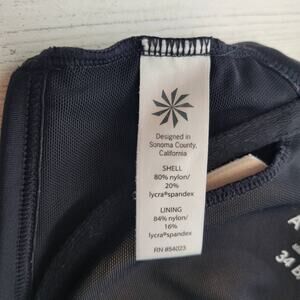 Designed in
Sonoma County,
California
SHELL
80% nylon/
20%
lycra®spandex
LINING
84% nylon/
16%
lycra®spandex
RN #54023
A
34